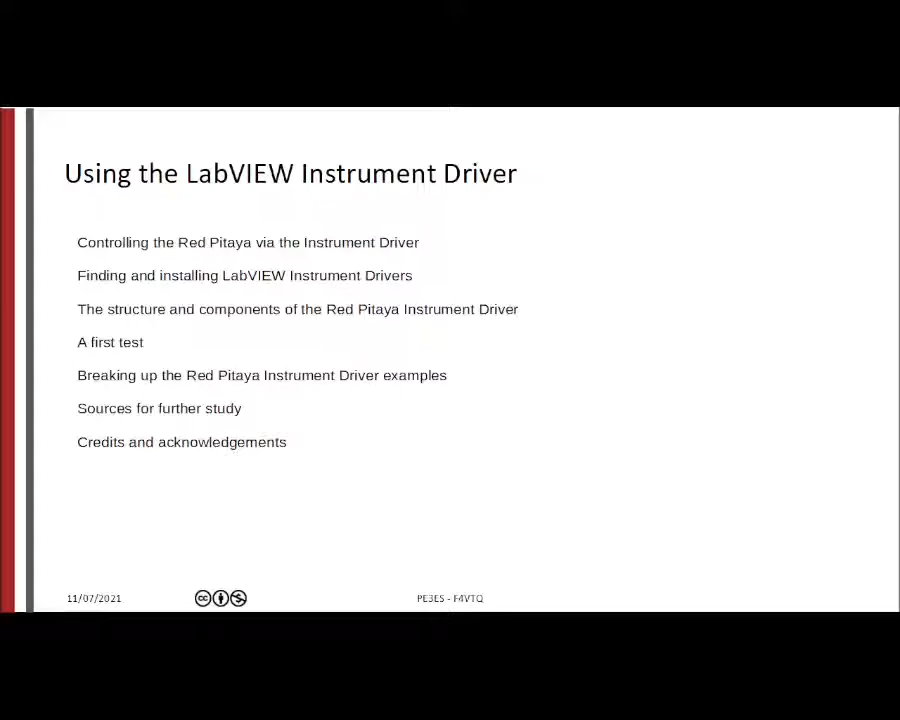 Using the LabVIEW Instrument Driver
Controlling the Red Pitaya via the Instrument Driver
Finding and installing LabVIEW Instrument Drivers
The structure and components of the Red Pitaya Instrument Driver
A first test
Breaking up the Red Pitaya Instrument Driver examples
Sources for further study
Credits and acknowledgements
11/07/2021 cc $ PE3ES - F4VTQ